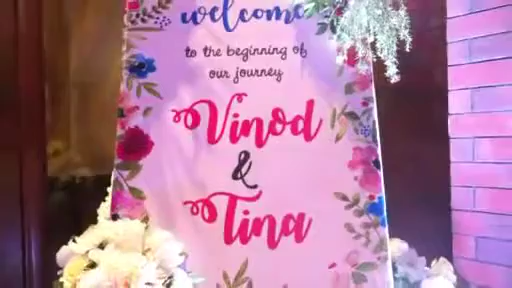 welcome
to the beginning of
our journey
Vinod
&
Tina